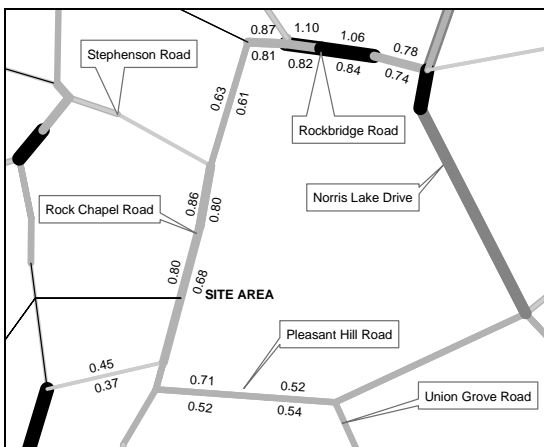 0.87
1.10
1.06
0.78
0.81
0.82
0.84
0.74
Stephenson Road
Rockbridge Road
0.63
0.61
Norris Lake Drive
0.86
0.80
Rock Chapel Road
0.80
0.68
SITE AREA
Pleasant Hill Road
0.45
0.37
0.71
0.52
0.52
0.54
Union Grove Road